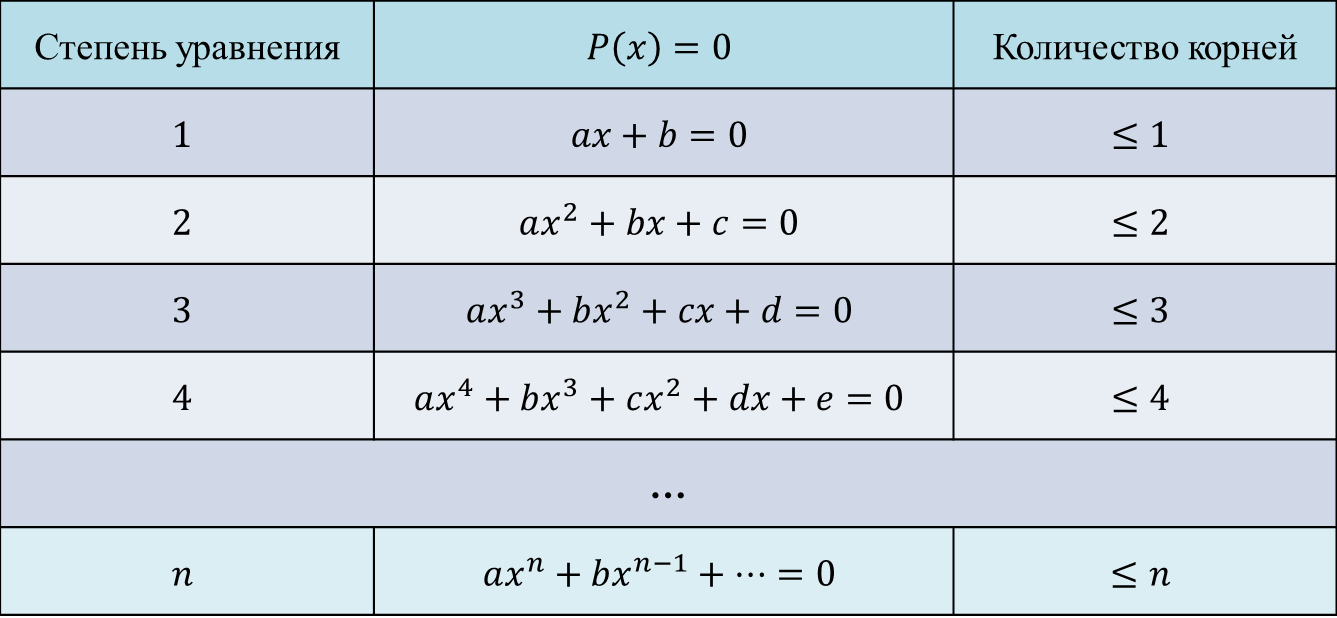 Степень уравнения P(x) = 0 Количество корней
1 ax + b = 0 ≤ 1
2 ax² + bx + c = 0 ≤ 2
3 ax³ + bx² + cx + d = 0 ≤ 3
4 ax⁴ + bx³ + cx² + dx + e = 0 ≤ 4
...
n axⁿ + bxⁿ⁻¹ + ⋯ = 0 ≤ n